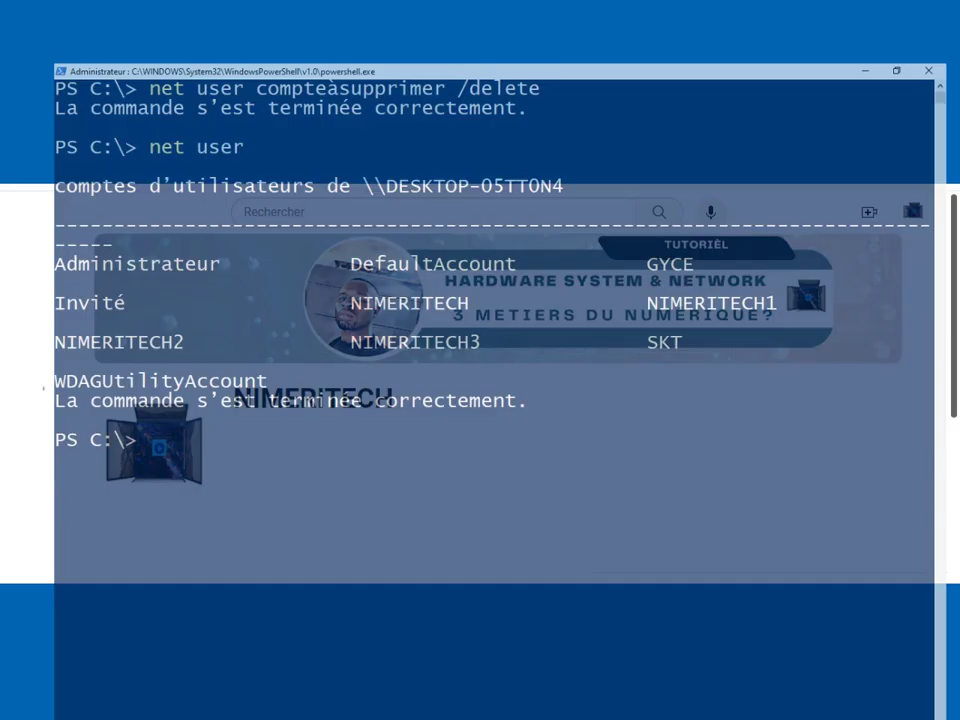 Administrateur : C:\WINDOWS\System32\WindowsPowerShell\v1.0\powershell.exe
PS C:\> net user compteàsupprimer /delete
La commande s'est terminée correctement.
PS C:\> net user
comptes d'utilisateurs de \\DESKTOP-O5TTON4
Rechercher
-------------------------------------------------------------------------------
TUTORIÈL
Administrateur DefaultAccount GYCE
HARDWARE SYSTEM & NETWORK
Invité NIMERITECH NIMERITECH1
3 METIERS DU NUMERIQUE?
NIMERITECH2 NIMERITECH3 SKT
WDAGUtilityAccount
NIMERITECH
La commande s'est terminée correctement.
PS C:\>